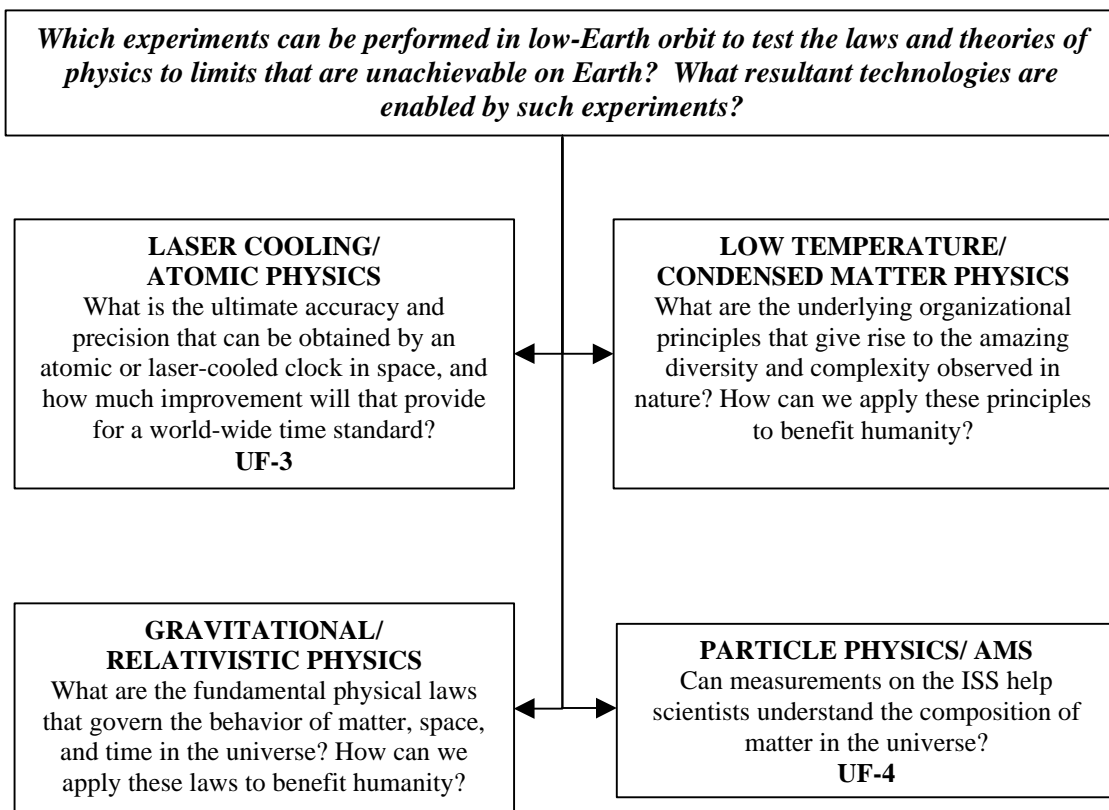 Which experiments can be performed in low-Earth orbit to test the laws and theories of
physics to limits that are unachievable on Earth? What resultant technologies are
enabled by such experiments?
LASER COOLING/
ATOMIC PHYSICS
What is the ultimate accuracy and
precision that can be obtained by an
atomic or laser-cooled clock in space, and
how much improvement will that provide
for a world-wide time standard?
UF-3
LOW TEMPERATURE/
CONDENSED MATTER PHYSICS
What are the underlying organizational
principles that give rise to the amazing
diversity and complexity observed in
nature? How can we apply these principles
to benefit humanity?
GRAVITATIONAL/
RELATIVISTIC PHYSICS
What are the fundamental physical laws
that govern the behavior of matter, space,
and time in the universe? How can we
apply these laws to benefit humanity?
PARTICLE PHYSICS/ AMS
Can measurements on the ISS help
scientists understand the composition of
matter in the universe?
UF-4